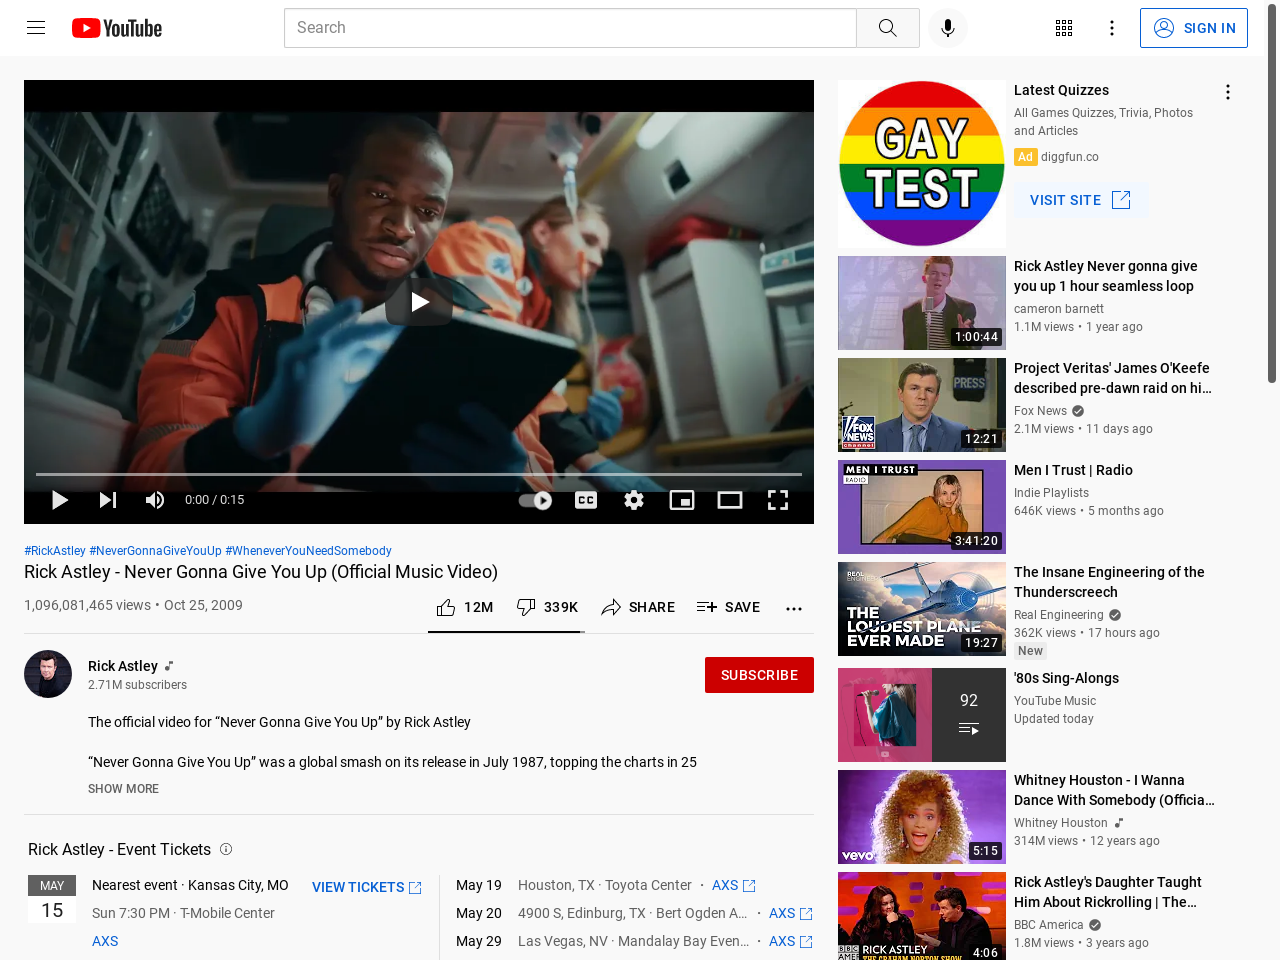 YouTube
Search
SIGN IN
0:00 / 0:15
CC
#RickAstley #NeverGonnaGiveYouUp #WheneverYouNeedSomebody
Rick Astley - Never Gonna Give You Up (Official Music Video)
1,096,081,465 views • Oct 25, 2009
12M
339K
SHARE
SAVE
Rick Astley
2.71M subscribers
SUBSCRIBE
The official video for “Never Gonna Give You Up” by Rick Astley
“Never Gonna Give You Up” was a global smash on its release in July 1987, topping the charts in 25
SHOW MORE
Rick Astley - Event Tickets
MAY
15
Nearest event · Kansas City, MO
Sun 7:30 PM · T-Mobile Center
AXS
VIEW TICKETS
May 19 Houston, TX · Toyota Center · AXS
May 20 4900 S, Edinburg, TX · Bert Ogden A... · AXS
May 29 Las Vegas, NV · Mandalay Bay Even... · AXS
GAY
TEST
Latest Quizzes
All Games Quizzes, Trivia, Photos
and Articles
Ad diggfun.co
VISIT SITE
1:00:44
Rick Astley Never gonna give
you up 1 hour seamless loop
cameron barnett
1.1M views • 1 year ago
PRESS
FOX
NEWS
channel
12:21
Project Veritas' James O'Keefe
described pre-dawn raid on hi...
Fox News
2.1M views • 11 days ago
MEN I TRUST
RADIO
3:41:20
Men I Trust | Radio
Indie Playlists
646K views • 5 months ago
REAL
ENGINEERING
THE
LOUDEST PLANE
EVER MADE
19:27
The Insane Engineering of the
Thunderscreech
Real Engineering
362K views • 17 hours ago
New
92
'80s Sing-Alongs
YouTube Music
Updated today
vevo
5:15
Whitney Houston - I Wanna
Dance With Somebody (Officia...
Whitney Houston
314M views • 12 years ago
BBC
AMERICA
RICK ASTLEY
THE GRAHAM NORTON SHOW
4:06
Rick Astley's Daughter Taught
Him About Rickrolling | The...
BBC America
1.8M views • 3 years ago